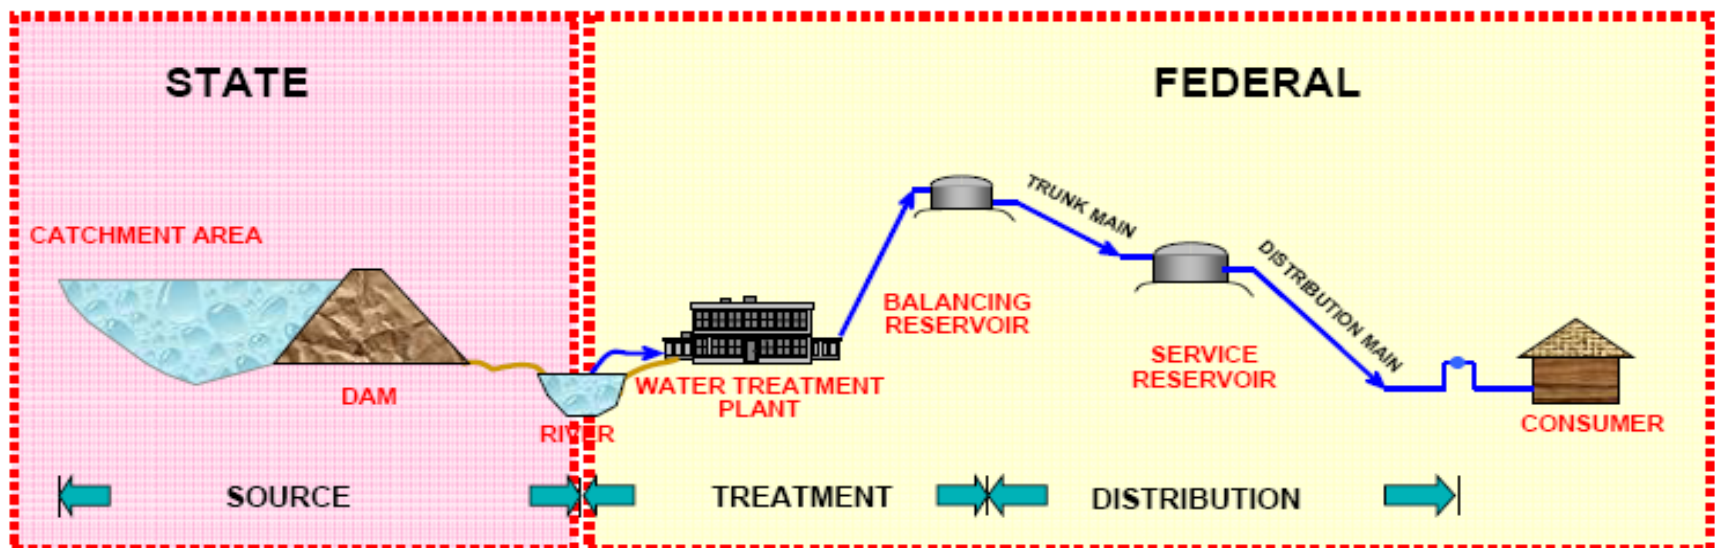 STATE
FEDERAL
CATCHMENT AREA
DAM
RIVER
WATER TREATMENT
PLANT
BALANCING
RESERVOIR
TRUNK MAIN
SERVICE
RESERVOIR
DISTRIBUTION MAIN
CONSUMER
SOURCE
TREATMENT
DISTRIBUTION